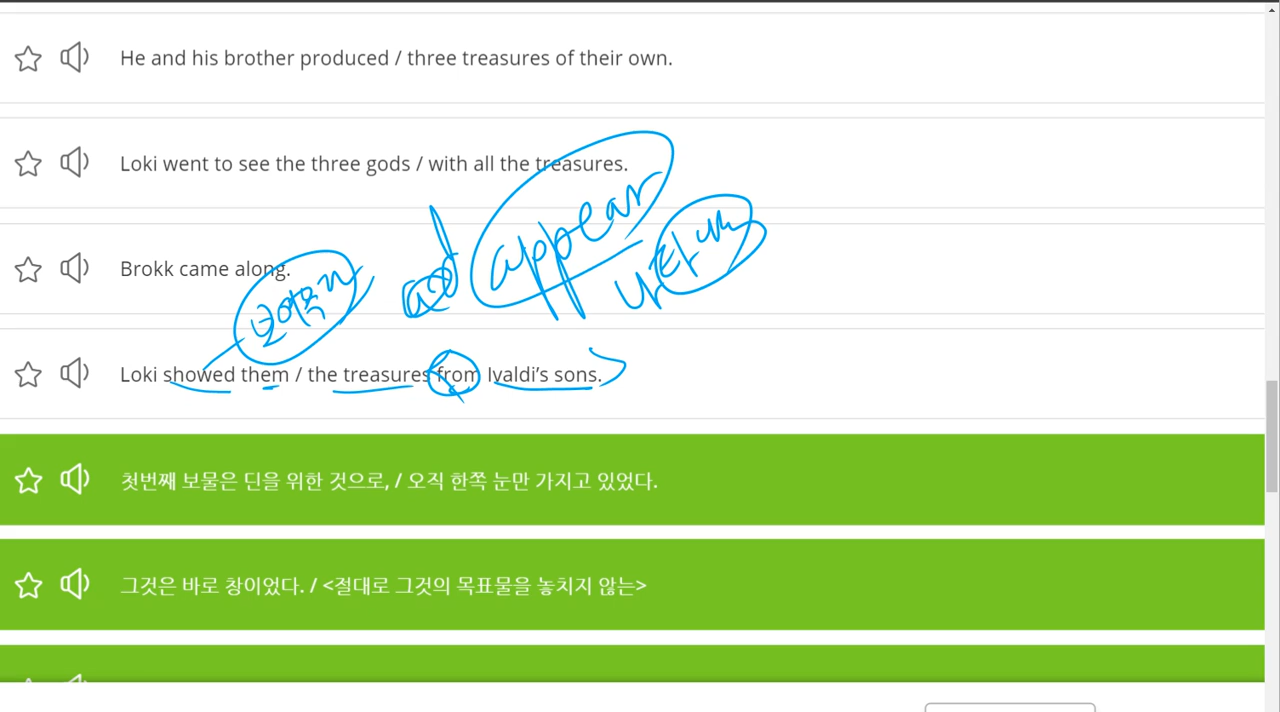 He and his brother produced / three treasures of their own.
Loki went to see the three gods / with all the treasures.
appear
Brokk came along.
보여주기
Loki showed them / the treasures from Ivaldi's sons.
첫번째 보물은 딘을 위한 것으로, / 오직 한쪽 눈만 가지고 있었다.
그것은 바로 창이었다. / <절대로 그것의 목표물을 놓치지 않는>